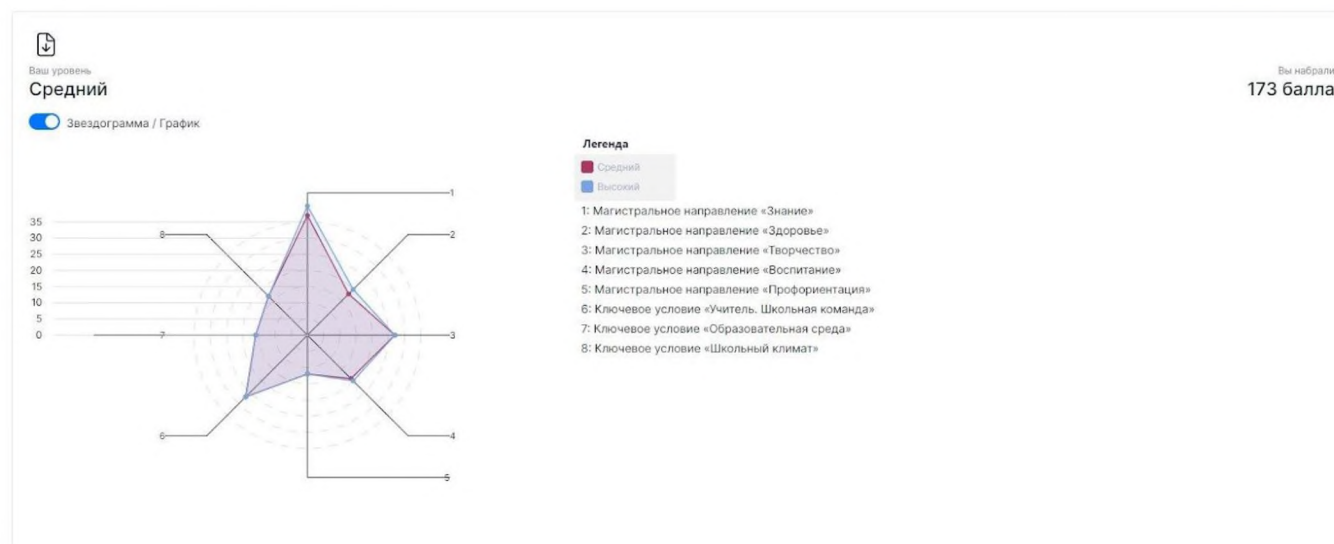 Ваш уровень
Средний
Вы набрали
173 балла
Звездограмма / График
Легенда
Средний
Высокий
1: Магистральное направление «Знание»
2: Магистральное направление «Здоровье»
3: Магистральное направление «Творчество»
4: Магистральное направление «Воспитание»
5: Магистральное направление «Профориентация»
6: Ключевое условие «Учитель. Школьная команда»
7: Ключевое условие «Образовательная среда»
8: Ключевое условие «Школьный климат»
35
30
25
20
15
10
5
0
1
2
3
4
5
6
7
8